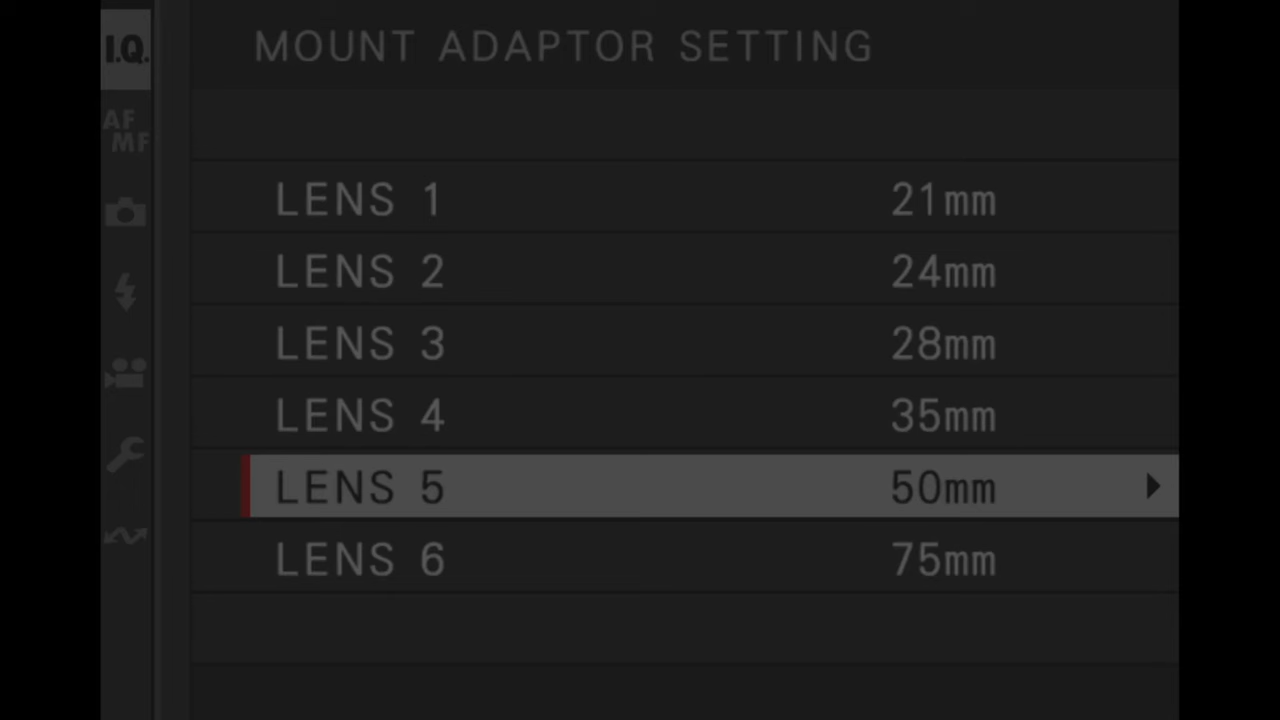 I.Q.
MOUNT ADAPTOR SETTING
AF
MF
LENS 1 21mm
LENS 2 24mm
LENS 3 28mm
LENS 4 35mm
LENS 5 50mm
LENS 6 75mm